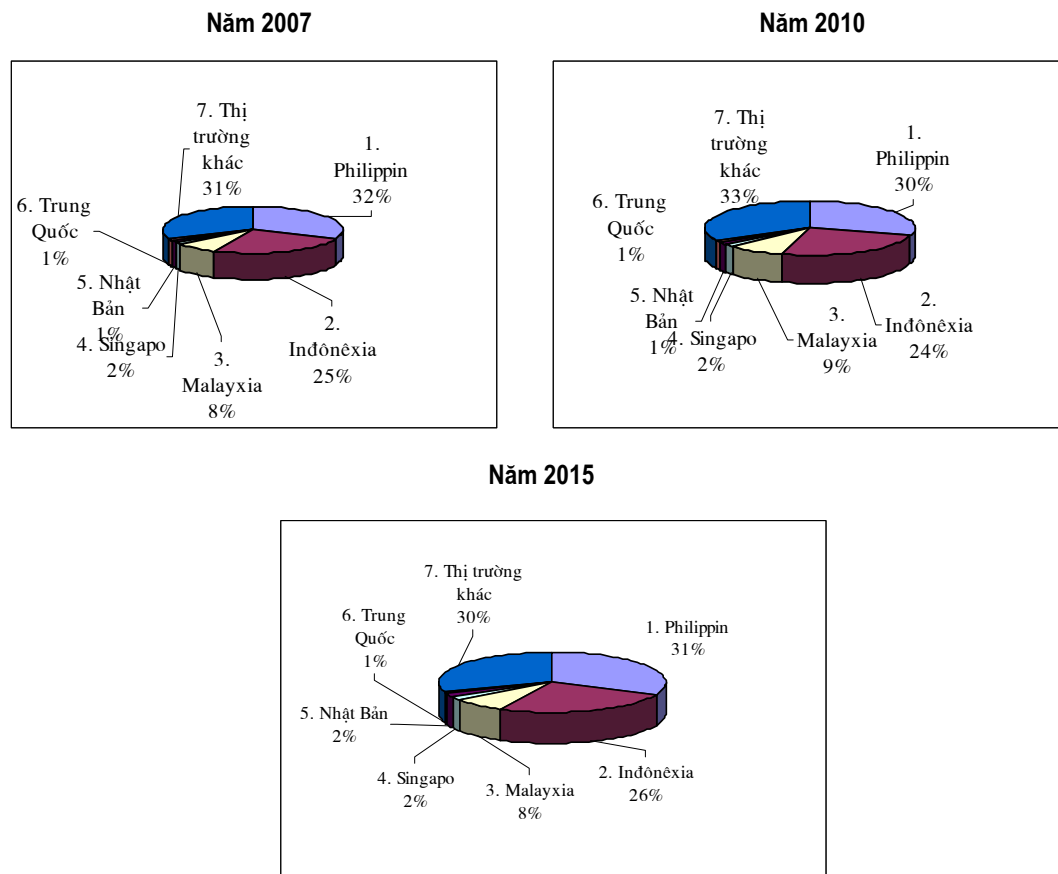 Năm 2007
7. Thị
trường
khác
31%
1.
Philippin
32%
6. Trung
Quốc
1%
5. Nhật
Bản
1%
4. Singapo
2%
3.
Malayxia
8%
2.
Inđônêxia
25%
Năm 2010
7. Thị
trường
khác
33%
1.
Philippin
30%
6. Trung
Quốc
1%
5. Nhật
Bản
1%
4. Singapo
2%
3.
Malayxia
9%
2.
Inđônêxia
24%
Năm 2015
7. Thị trường
khác
30%
6. Trung
Quốc
1%
1. Philippin
31%
5. Nhật Bản
2%
4. Singapo
2%
3. Malayxia
8%
2. Inđônêxia
26%